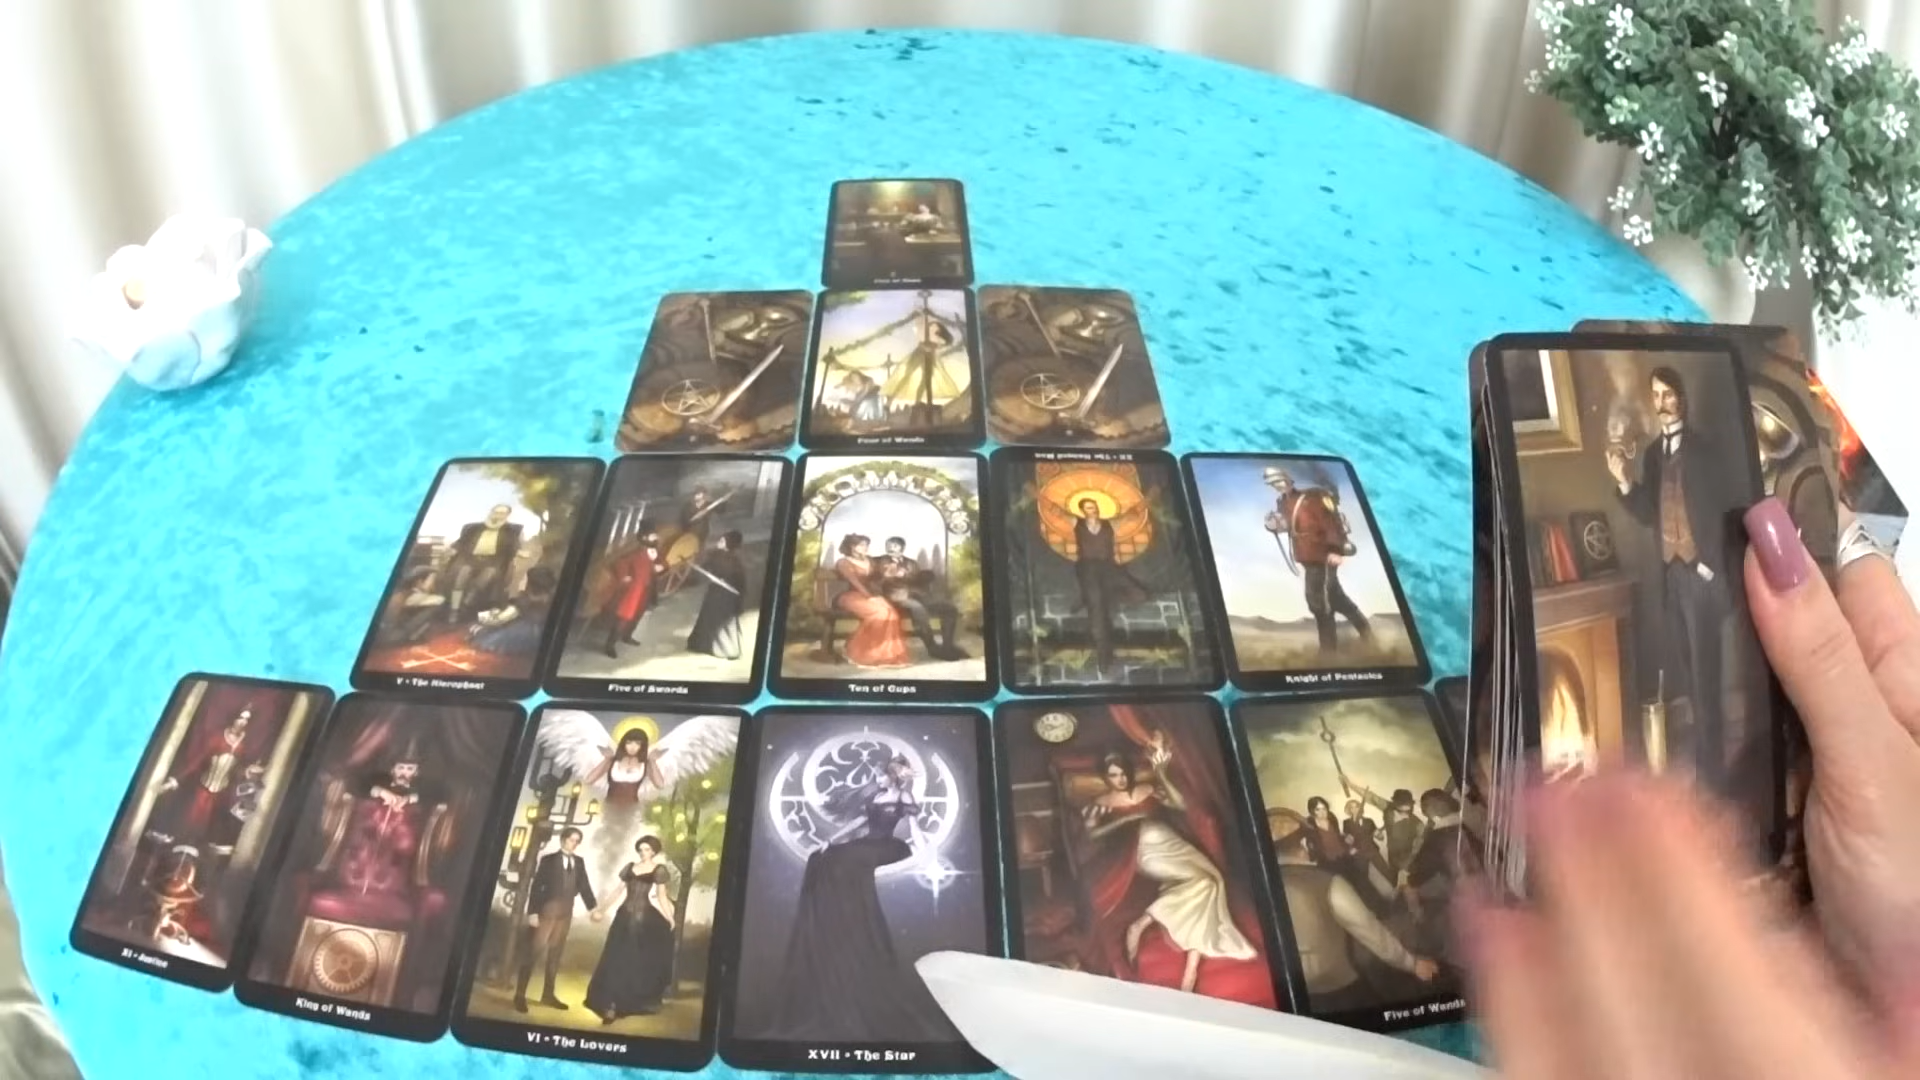 Four of Wands
XII • The Hanged Man
V • The Hierophant
Five of Swords
Ten of Cups
Knight of Pentacles
XI • Justice
King of Wands
VI • The Lovers
XVII • The Star
Five of Wands